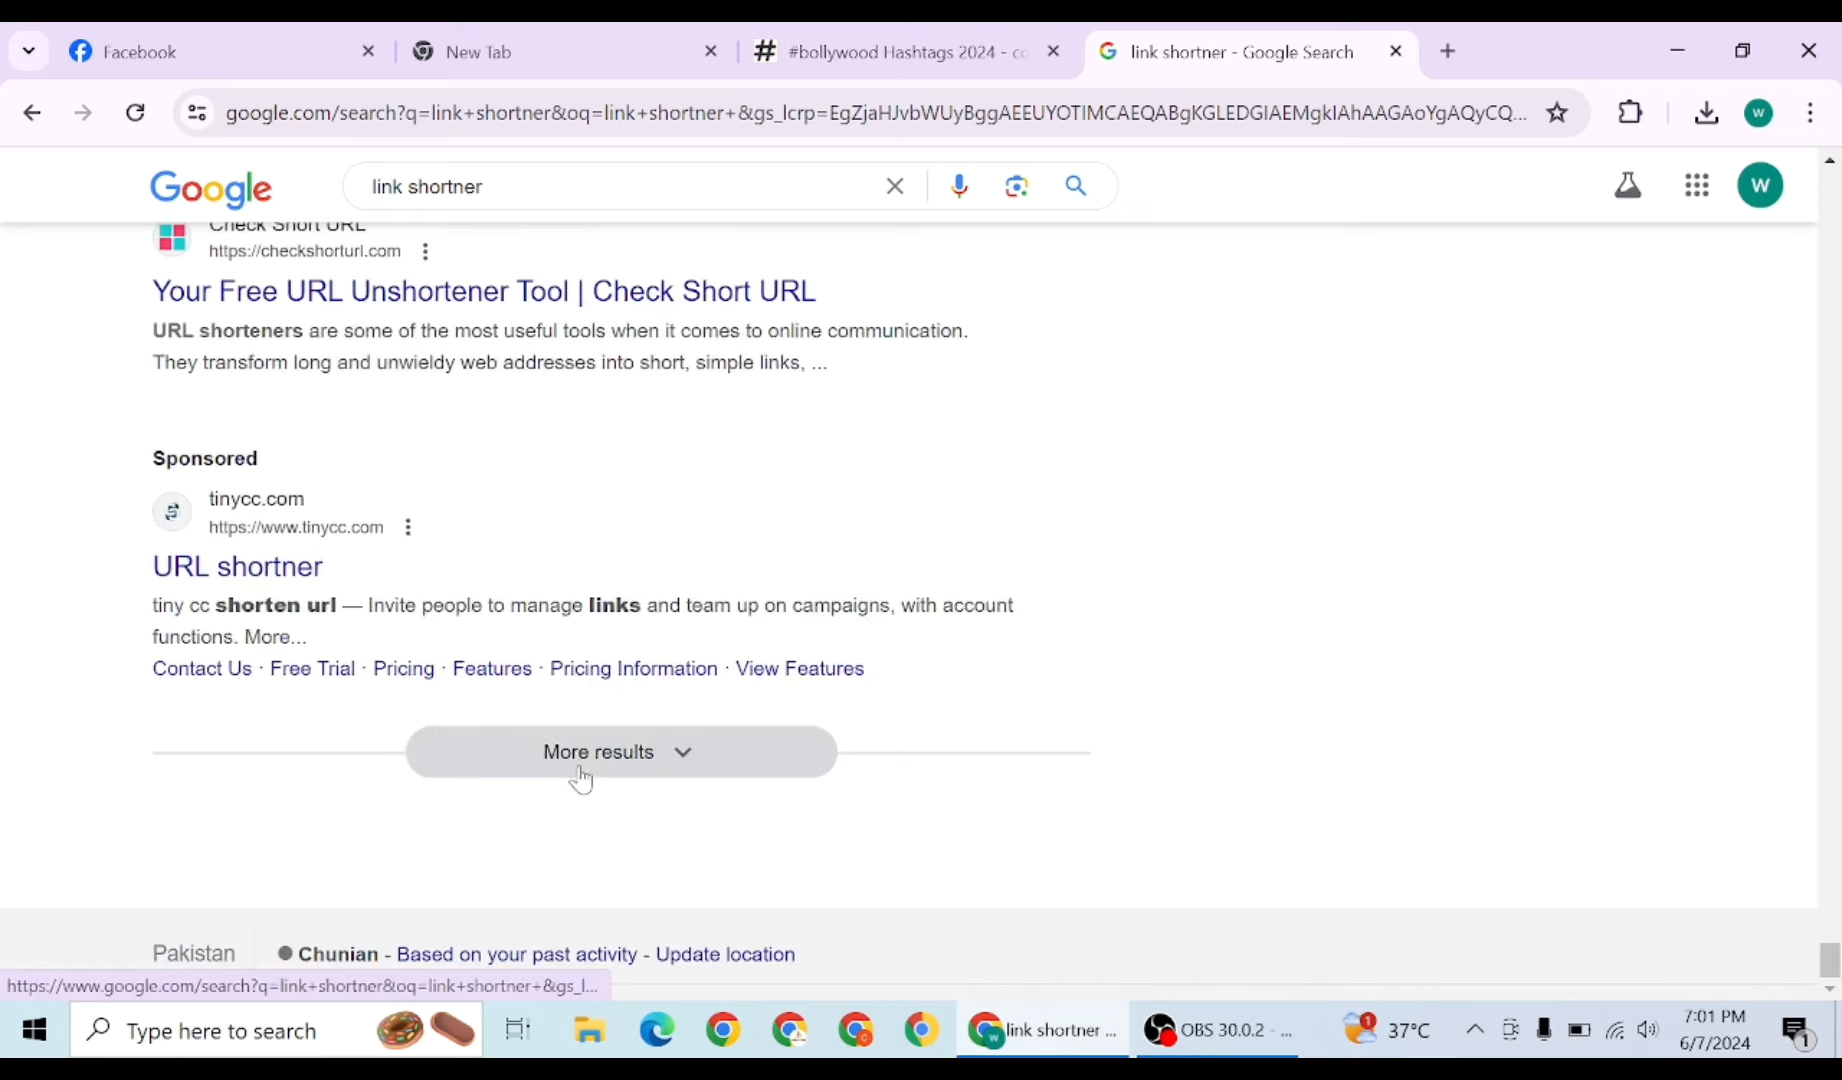 Facebook
New Tab
#bollywood Hashtags 2024 - co
link shortner - Google Search
google.com/search?q=link+shortner&oq=link+shortner+&gs_lcrp=EgZjaHJvbWUyBggAEEUYOTIMCAEQABgKGLEDGIAEMgkIAhAAGAoYgAQyCQ...
W
Google
link shortner
W
Check Short URL
https://checkshorturl.com
Your Free URL Unshortener Tool | Check Short URL
URL shorteners are some of the most useful tools when it comes to online communication.
They transform long and unwieldy web addresses into short, simple links, ...
Sponsored
tinycc.com
https://www.tinycc.com
URL shortner
tiny cc shorten url — Invite people to manage links and team up on campaigns, with account
functions. More...
Contact Us · Free Trial · Pricing · Features · Pricing Information · View Features
More results
Pakistan
Chunian - Based on your past activity - Update location
https://www.google.com/search?q=link+shortner&oq=link+shortner+&gs_l...
Type here to search
link shortner ...
OBS 30.0.2 - ...
1
37°C
7:01 PM
6/7/2024
1